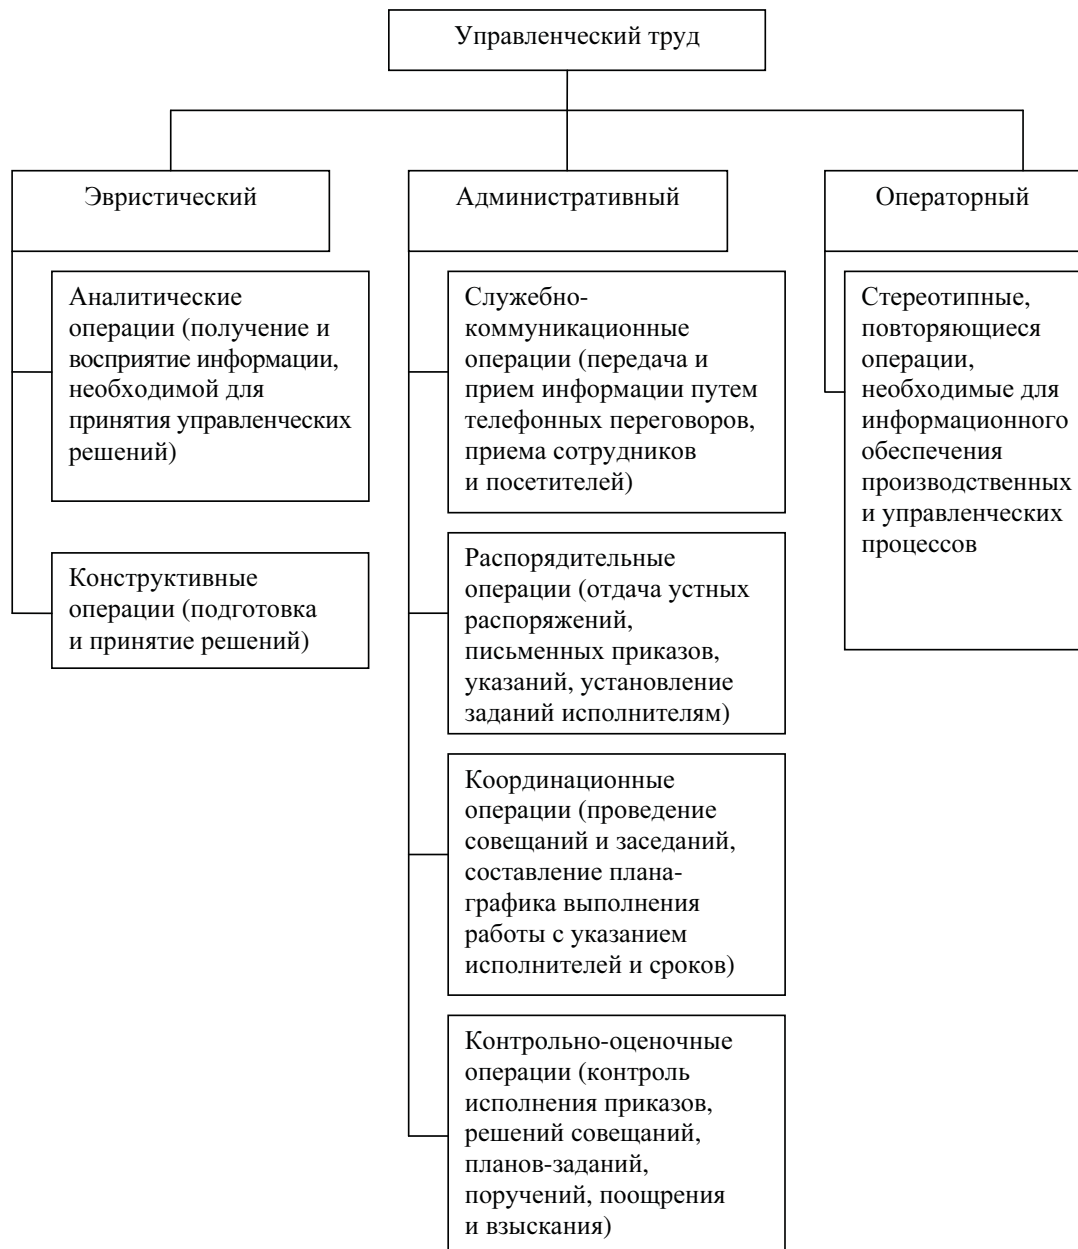 Управленческий труд
Эвристический
Административный
Операторный
Аналитические
операции (получение и
восприятие информации,
необходимой для
принятия управленческих
решений)
Конструктивные
операции (подготовка
и принятие решений)
Служебно-
коммуникационные
операции (передача и
прием информации путем
телефонных переговоров,
приема сотрудников
и посетителей)
Распорядительные
операции (отдача устных
распоряжений,
письменных приказов,
указаний, установление
заданий исполнителям)
Координационные
операции (проведение
совещаний и заседаний,
составление плана-
графика выполнения
работы с указанием
исполнителей и сроков)
Контрольно-оценочные
операции (контроль
исполнения приказов,
решений совещаний,
планов-заданий,
поручений, поощрения
и взыскания)
Стереотипные,
повторяющиеся
операции,
необходимые для
информационного
обеспечения
производственных
и управленческих
процессов